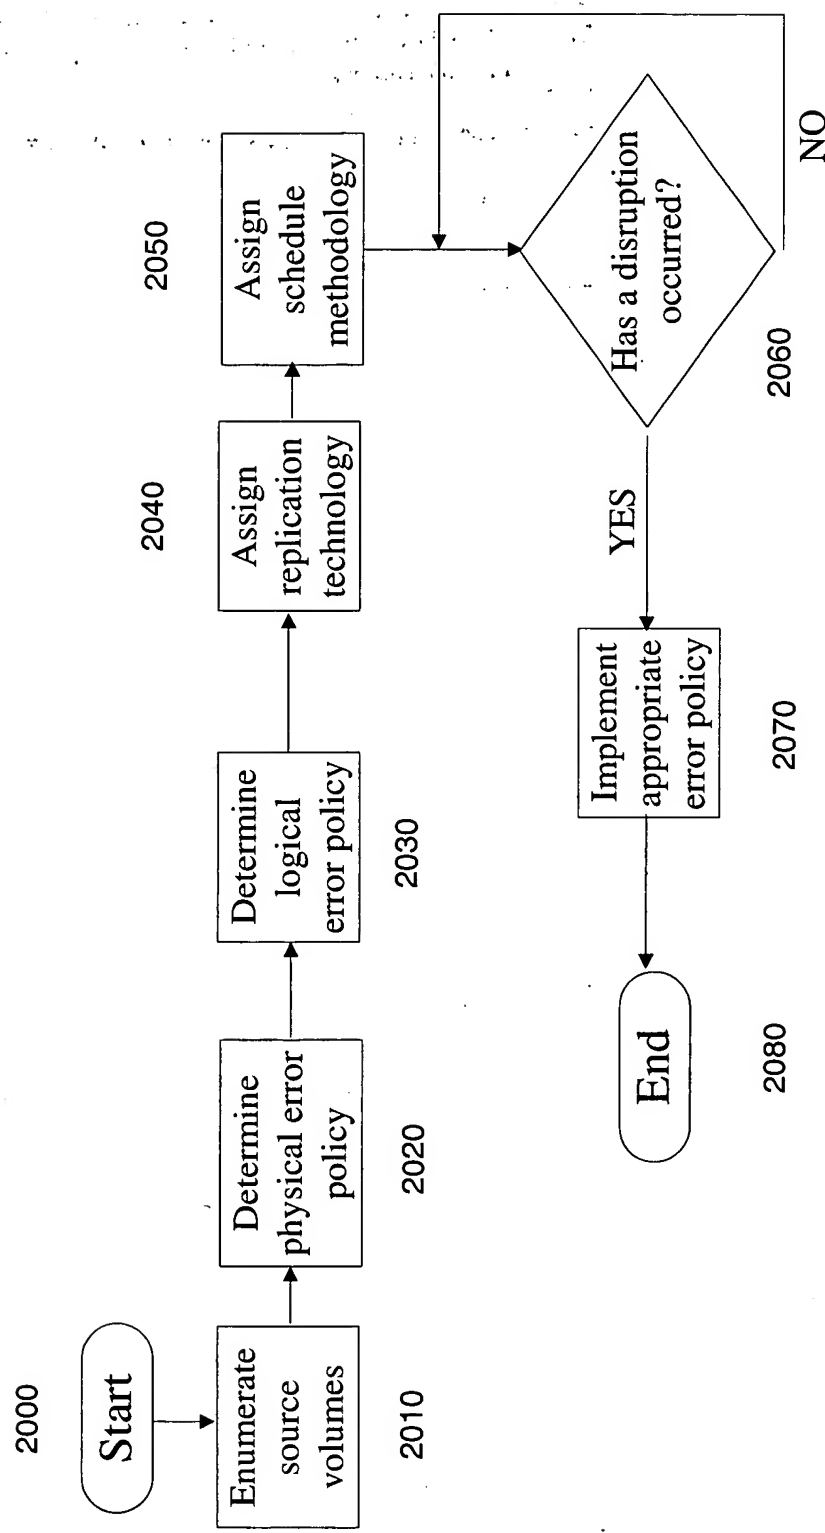 2000
Start
Enumerate
source
volumes
2010
Determine
physical error
policy
2020
Determine
logical
error policy
2030
2040
Assign
replication
technology
2050
Assign
schedule
methodology
Has a disruption
occurred?
2060
NO
YES
Implement
appropriate
error policy
2070
End
2080